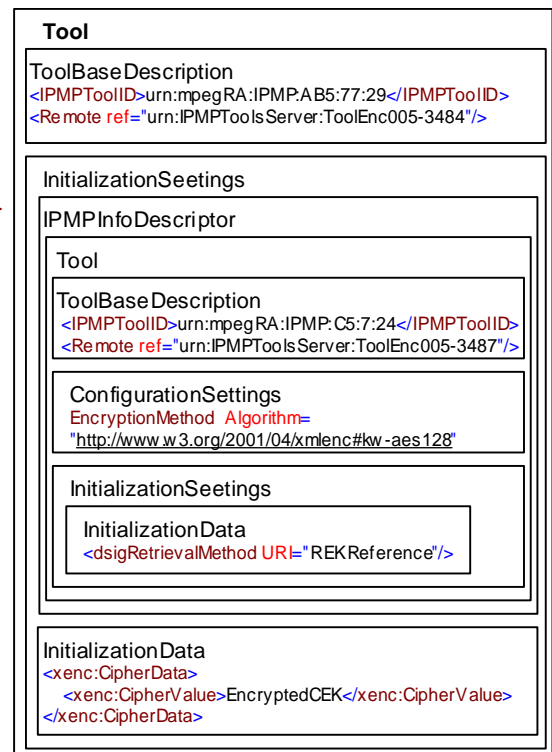 Tool
ToolBaseDescription
<IPMPToolID>urn:mpegRA:IPMP:AB5:77:29</IPMPToolID>
<Remote ref="urn:IPMPToolsServer:ToolEnc005-3484"/>
InitializationSeetings
IPMPInfoDescriptor
Tool
ToolBaseDescription
<IPMPToolID>urn:mpegRA:IPMP:C5:7:24</IPMPToolID>
<Remote ref="urn:IPMPToolsServer:ToolEnc005-3487"/>
ConfigurationSettings
EncryptionMethod Algorithm=
"http://www.w3.org/2001/04/xmlenc#kw-aes128"
InitializationSeetings
InitializationData
<dsigRetrievalMethod URI="REKReference"/>
InitializationData
<xenc:CipherData>
<xenc:CipherValue>EncryptedCEK</xenc:CipherValue>
</xenc:CipherData>